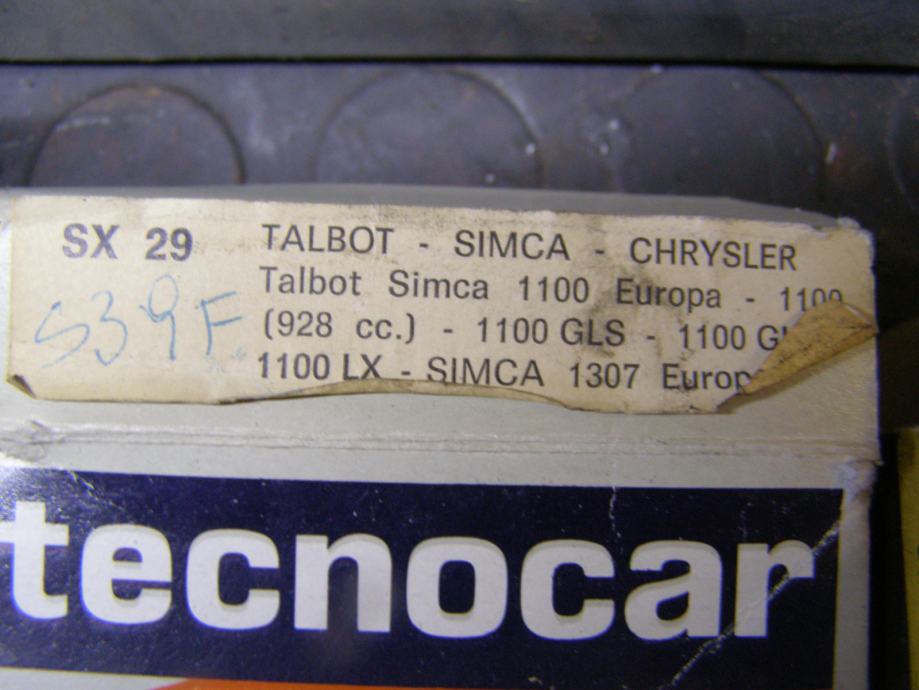 SX 29 TALBOT - SIMCA - CHRYSLER
Talbot Simca 1100 Europa - 1100
S39F (928 cc.) - 1100 GLS - 1100
1100 LX - SIMCA 1307
tecnocar